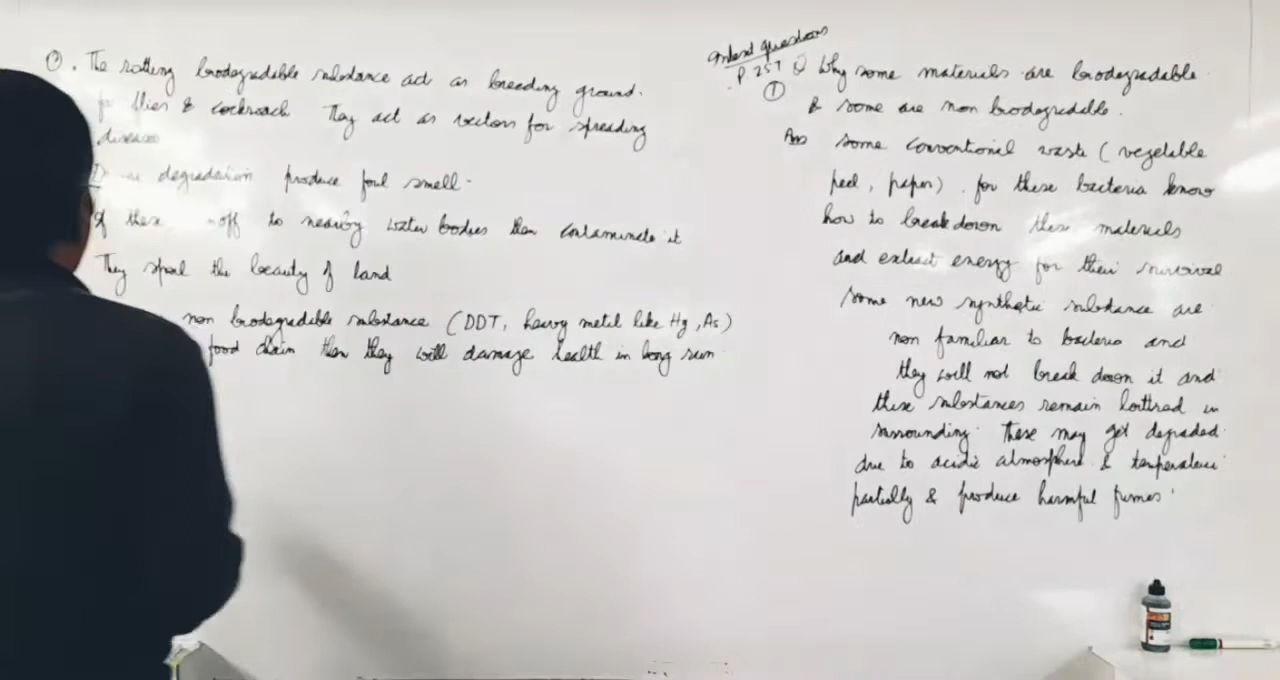 The rotting biodegradable substance act as breeding ground.
for flies & cockroach They act as vectors for spreading
diseases
degradation produce foul smell.
If these off to nearby water bodies then contaminate it
They spoil the beauty of land
non biodegradable substance (DDT, heavy metal like Hg, As)
food chain then they will damage health in long run
Intext questions
P. 257 Q Why some materials are biodegradable.
① & some are non biodegradable.
Ans some conventional waste (vegetable
peel, paper). for these bacteria know
how to break down these materials
and extract energy for their survival
some new synthetic substance are
non familiar to bacteria and
they will not break down it and
these substances remain in
surrounding. These may get degraded
due to acidic atmosphere & temperature
partially & produce harmful fumes.